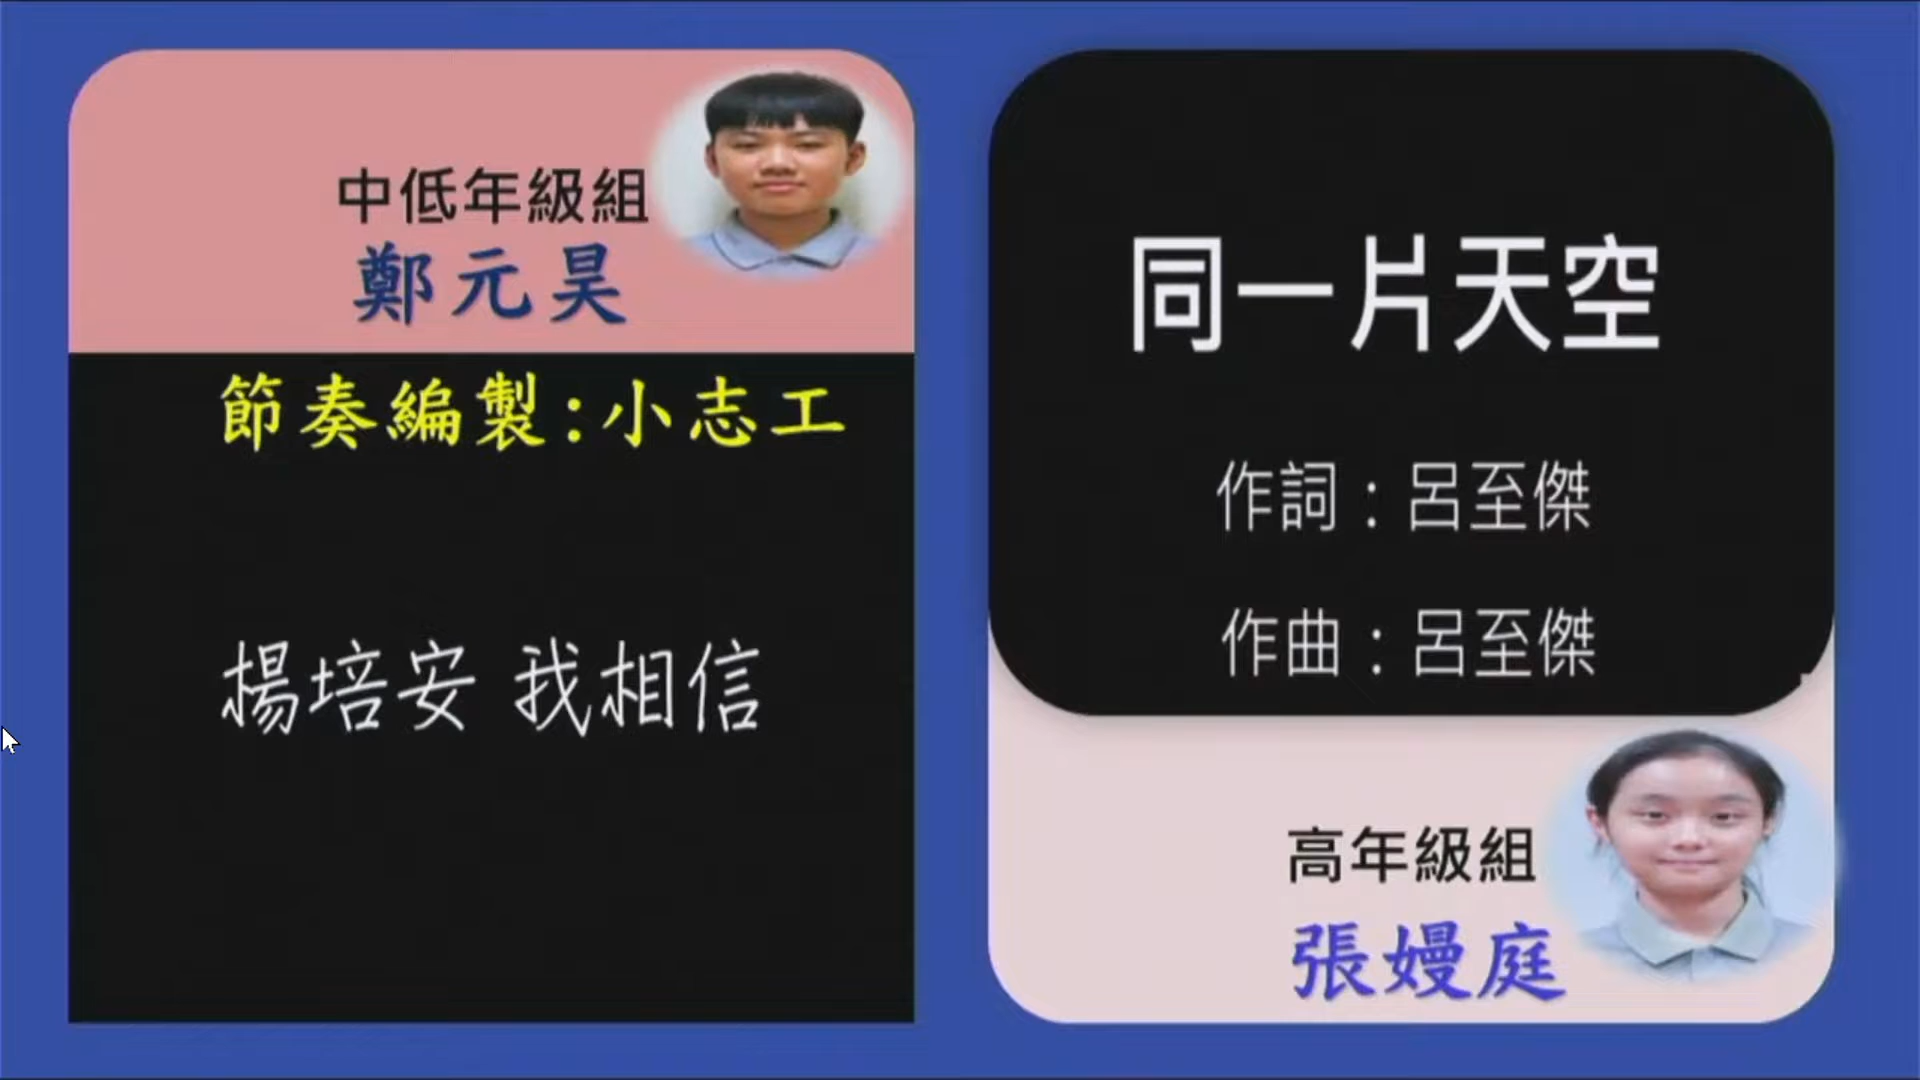 中低年級組
鄭元昊
節奏編製:小志工
楊培安 我相信
同一片天空
作詞：呂至傑
作曲：呂至傑
高年級組
張嫚庭